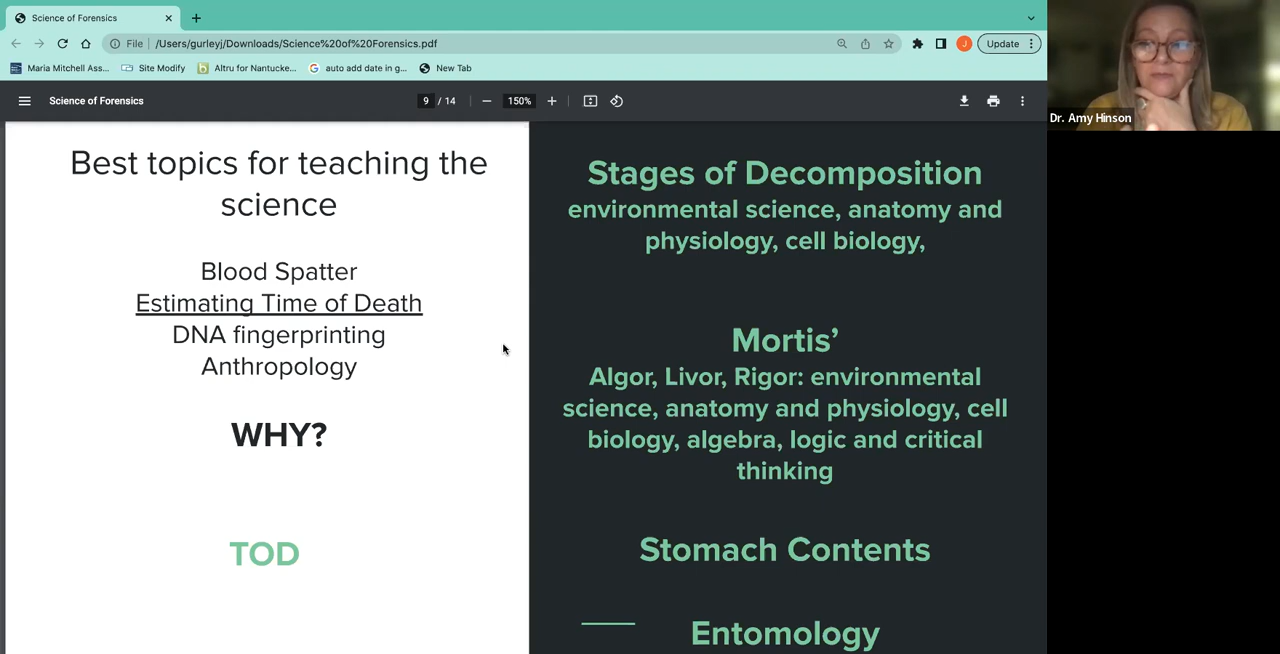 Science of Forensics
File /Users/gurleyj/Downloads/Science%20of%20Forensics.pdf
J
Update
Maria Mitchell Ass...
Site Modify
b
Altru for Nantucke...
G
auto add date in g...
New Tab
Science of Forensics
9 / 14
150%
Dr. Amy Hinson
Best topics for teaching the
science
Blood Spatter
Estimating Time of Death
DNA fingerprinting
Anthropology
WHY?
TOD
Stages of Decomposition
environmental science, anatomy and
physiology, cell biology,
Mortis’
Algor, Livor, Rigor: environmental
science, anatomy and physiology, cell
biology, algebra, logic and critical
thinking
Stomach Contents
Entomology